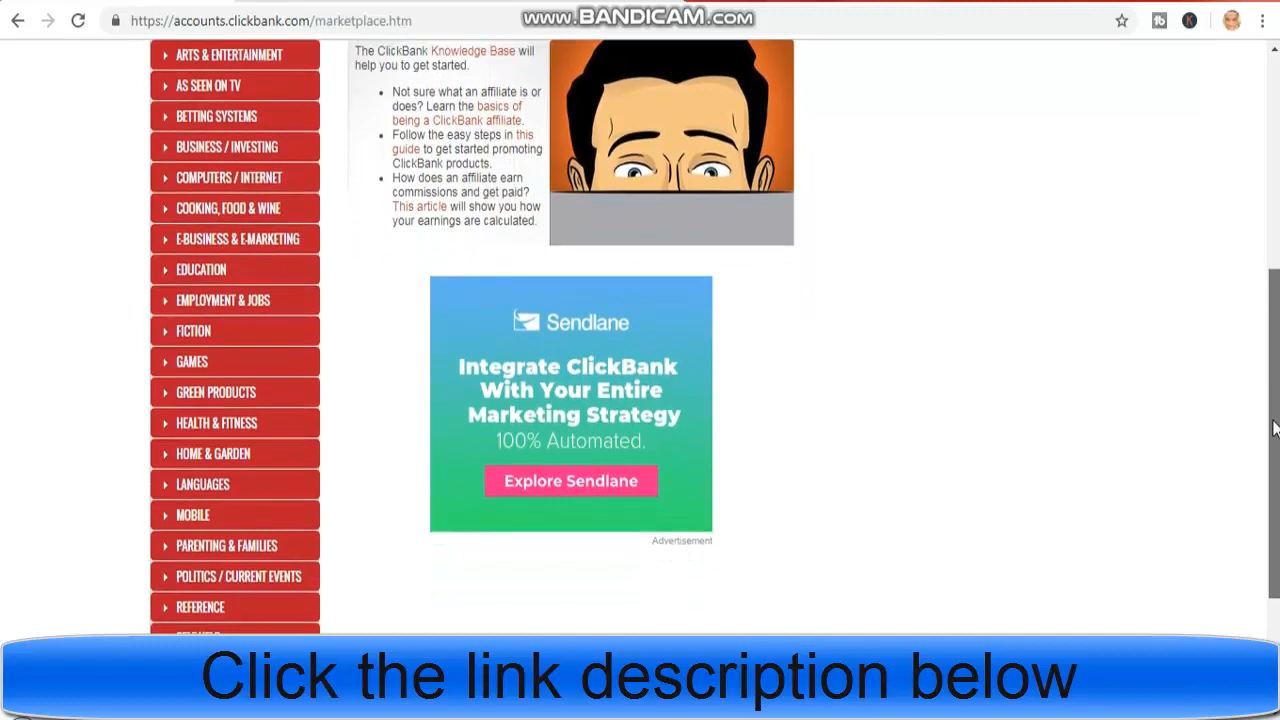 https://accounts.clickbank.com/marketplace.htm
www.BANDICAM.com
ARTS & ENTERTAINMENT
AS SEEN ON TV
BETTING SYSTEMS
BUSINESS / INVESTING
COMPUTERS / INTERNET
COOKING, FOOD & WINE
E-BUSINESS & E-MARKETING
EDUCATION
EMPLOYMENT & JOBS
FICTION
GAMES
GREEN PRODUCTS
HEALTH & FITNESS
HOME & GARDEN
LANGUAGES
MOBILE
PARENTING & FAMILIES
POLITICS / CURRENT EVENTS
REFERENCE
The ClickBank Knowledge Base will
help you to get started.
Not sure what an affiliate is or
does? Learn the basics of
being a ClickBank affiliate.
Follow the easy steps in this
guide to get started promoting
ClickBank products.
How does an affiliate earn
commissions and get paid?
This article will show you how
your earnings are calculated.
Sendlane
Integrate ClickBank
With Your Entire
Marketing Strategy
100% Automated.
Explore Sendlane
Advertisement
Click the link description below